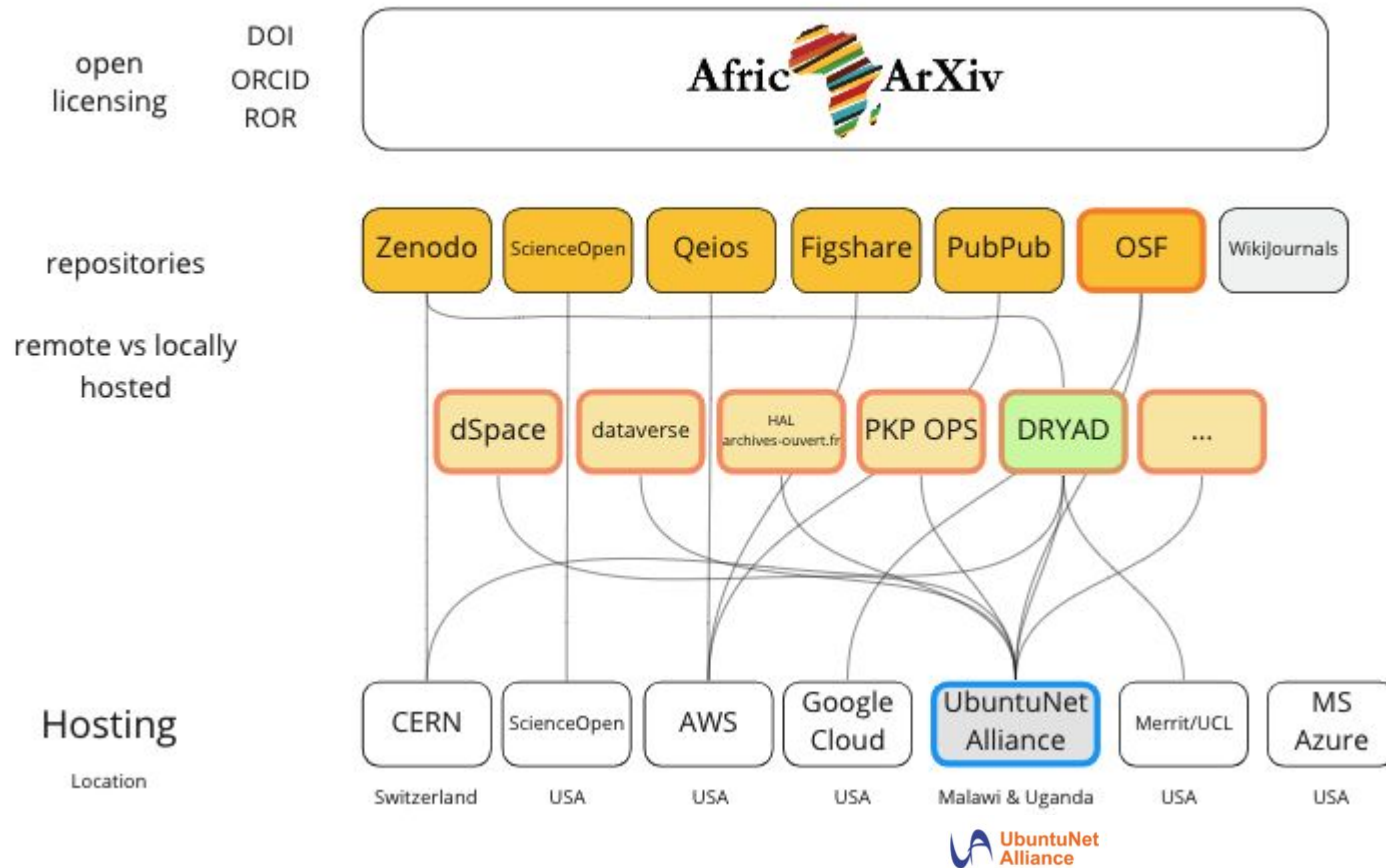 open
licensing
DOI
ORCID
ROR
Afric ArXiv
repositories
Zenodo
ScienceOpen
Qeios
Figshare
PubPub
OSF
WikiJournals
remote vs locally
hosted
dSpace
dataverse
HAL
archives-ouvert.fr
PKP OPS
DRYAD
...
Hosting
Location
CERN
ScienceOpen
AWS
Google
Cloud
UbuntuNet
Alliance
Merrit/UCL
MS
Azure
Switzerland
USA
USA
USA
Malawi & Uganda
USA
USA
UbuntuNet
Alliance